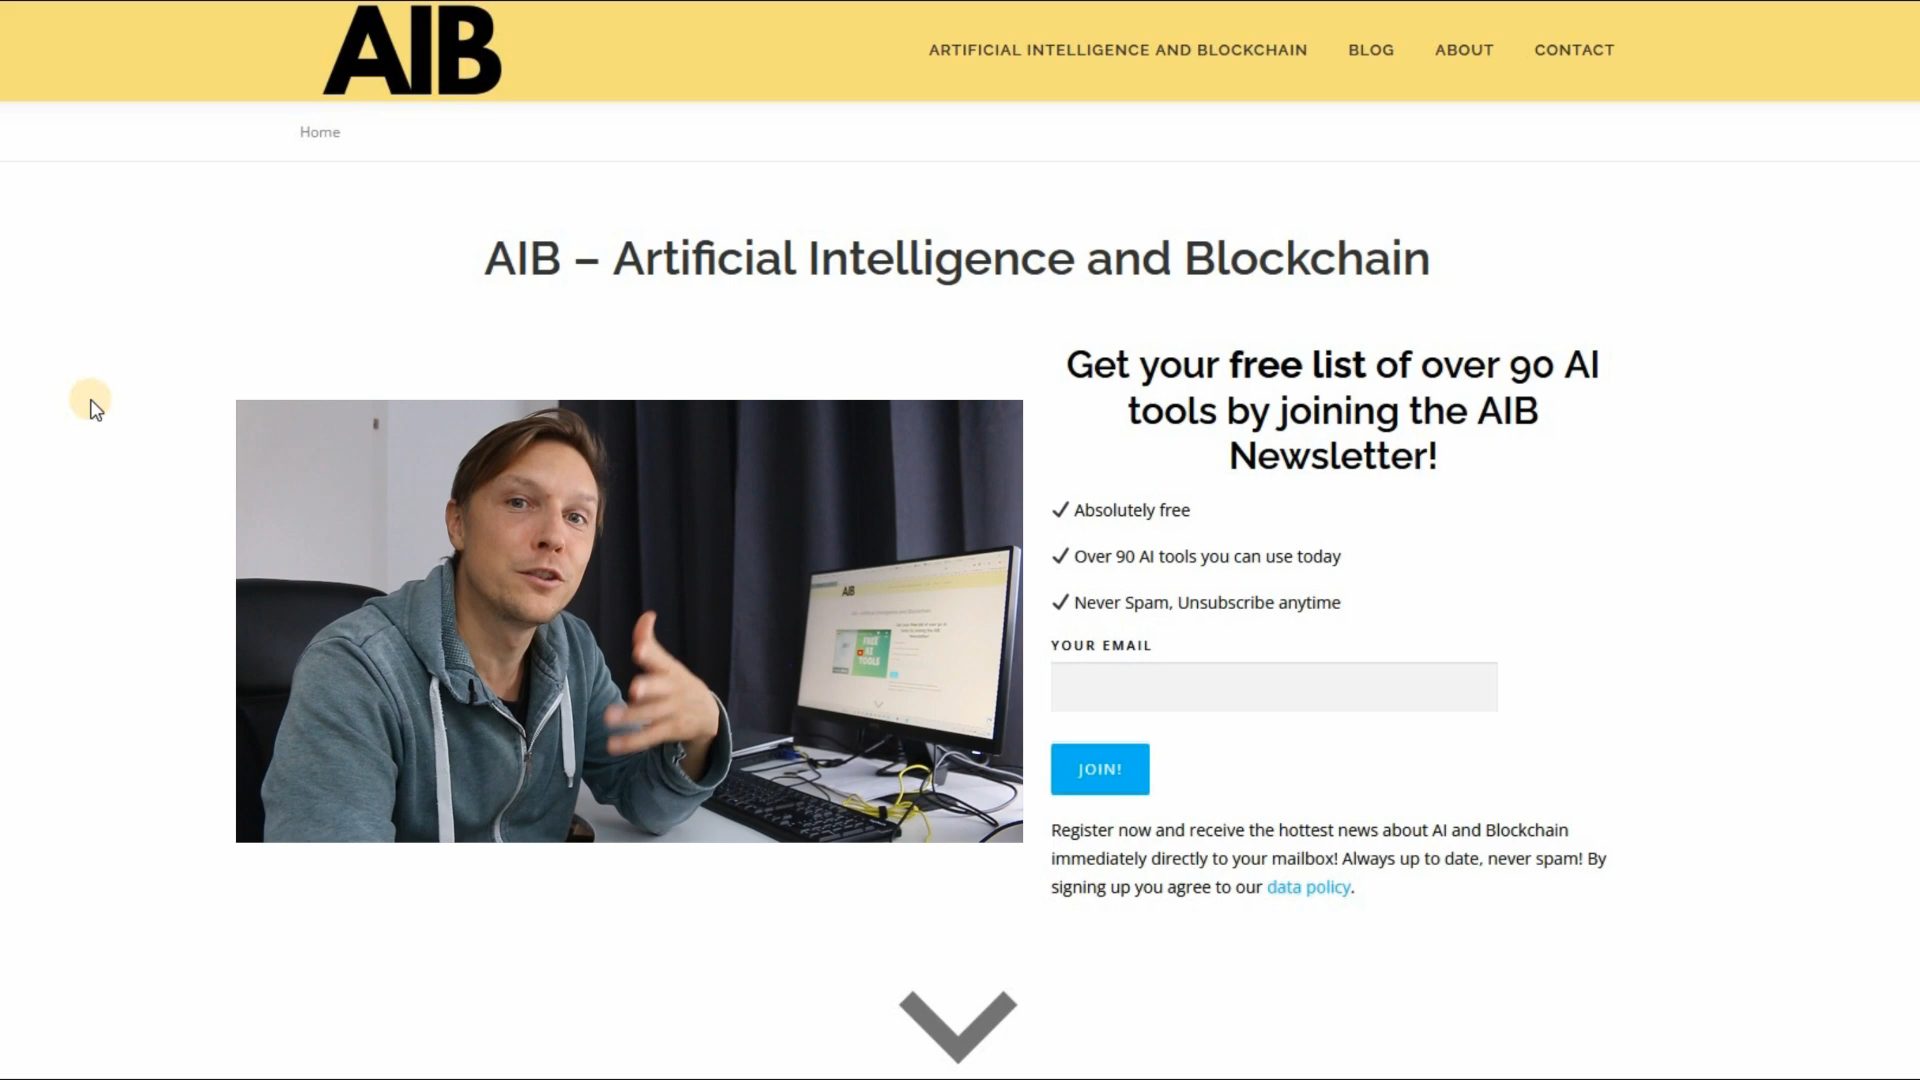 AIB
ARTIFICIAL INTELLIGENCE AND BLOCKCHAIN BLOG ABOUT CONTACT
Home
AIB – Artificial Intelligence and Blockchain
Get your free list of over 90 AI
tools by joining the AIB
Newsletter!
Absolutely free
Over 90 AI tools you can use today
Never Spam, Unsubscribe anytime
YOUR EMAIL
JOIN!
Register now and receive the hottest news about AI and Blockchain
immediately directly to your mailbox! Always up to date, never spam! By
signing up you agree to our data policy.
AIB
FREE
AI
TOOLS